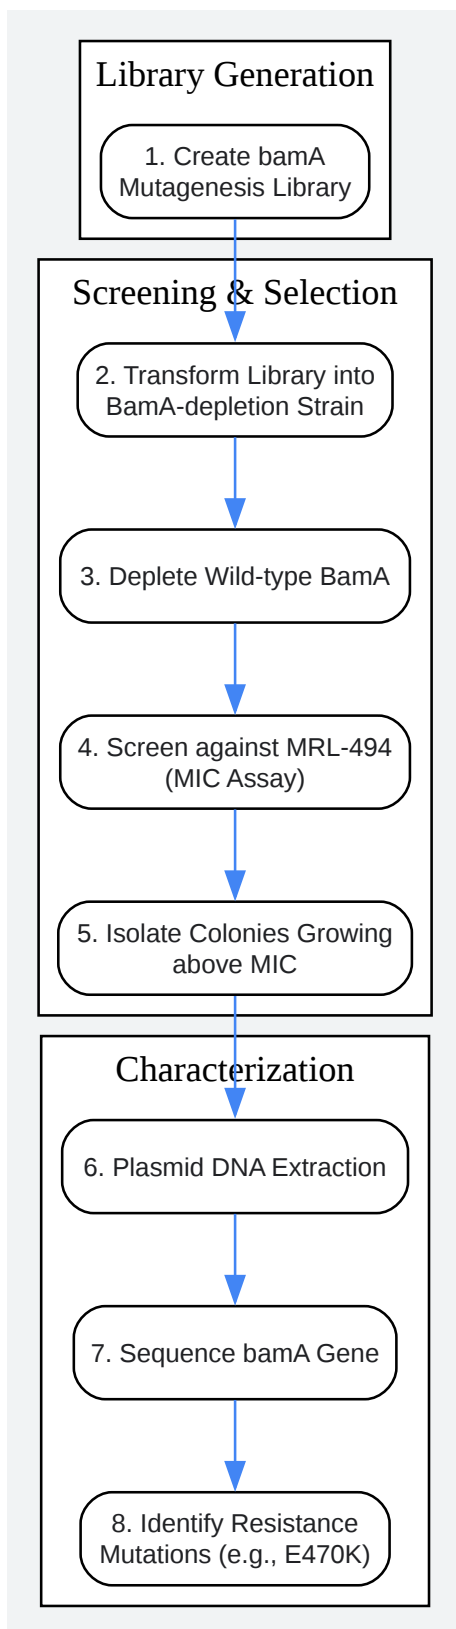 Library Generation
1. Create bamA
Mutagenesis Library
Screening & Selection
2. Transform Library into
BamA-depletion Strain
3. Deplete Wild-type BamA
4. Screen against MRL-494
(MIC Assay)
5. Isolate Colonies Growing
above MIC
Characterization
6. Plasmid DNA Extraction
7. Sequence bamA Gene
8. Identify Resistance
Mutations (e.g., E470K)